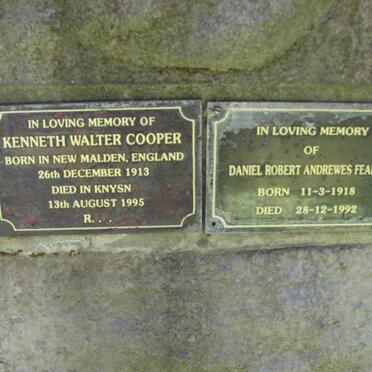 IN LOVING MEMORY OF
KENNETH WALTER COOPER
BORN IN NEW MALDEN, ENGLAND
26th DECEMBER 1913
DIED IN KNYSN
13th AUGUST 1995
R...
IN LOVING MEMORY
OF
DANIEL ROBERT ANDREWES
BORN 11-3-1918
DIED 28-12-1992